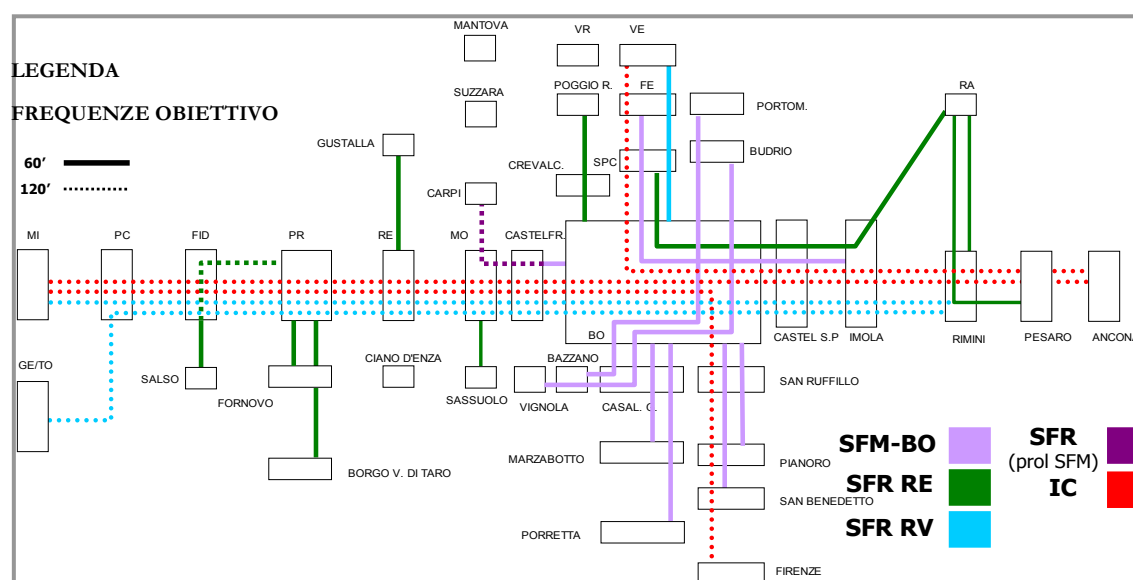 MANTOVA
VR
VE
LEGENDA
SUZZARA
POGGIO R.
FE
RA
FREQUENZE OBIETTIVO
PORTOM.
GUSTALLA
BUDRIO
60’
CREVALC.
SPC
120’
CARPI
MI
PC
FID
PR
RE
MO
CASTELFR.
BO
CASTEL S.P
IMOLA
RIMINI
PESARO
ANCONA
GE/TO
CIANO D'ENZA
BAZZANO
SALSO
SAN RUFFILLO
FORNOVO
SASSUOLO
VIGNOLA
CASAL. C.
SFM-BO
SFR
MARZABOTTO
PIANORO
(prol SFM)
BORGO V. DI TARO
SFR RE
IC
SAN BENEDETTO
SFR RV
PORRETTA
FIRENZE